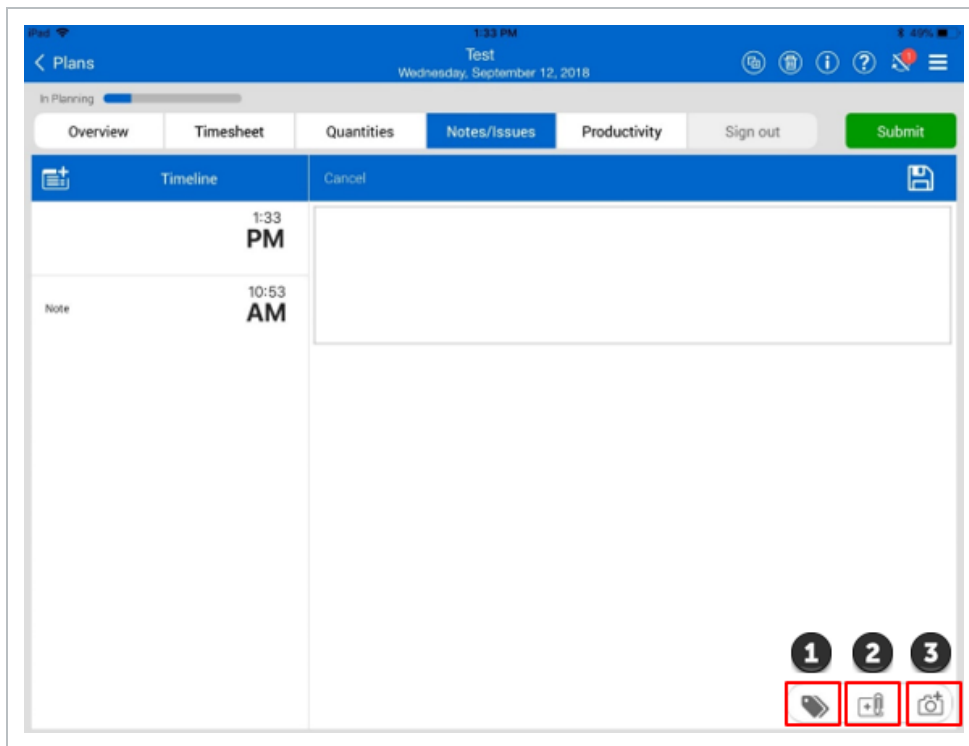 iPad 1:33 PM 49%
Plans Test
Wednesday, September 12, 2018
In Planning
Overview Timesheet Quantities Notes/Issues Productivity Sign out Submit
Timeline Cancel
1:33
PM
10:53
Note AM
1 2 3